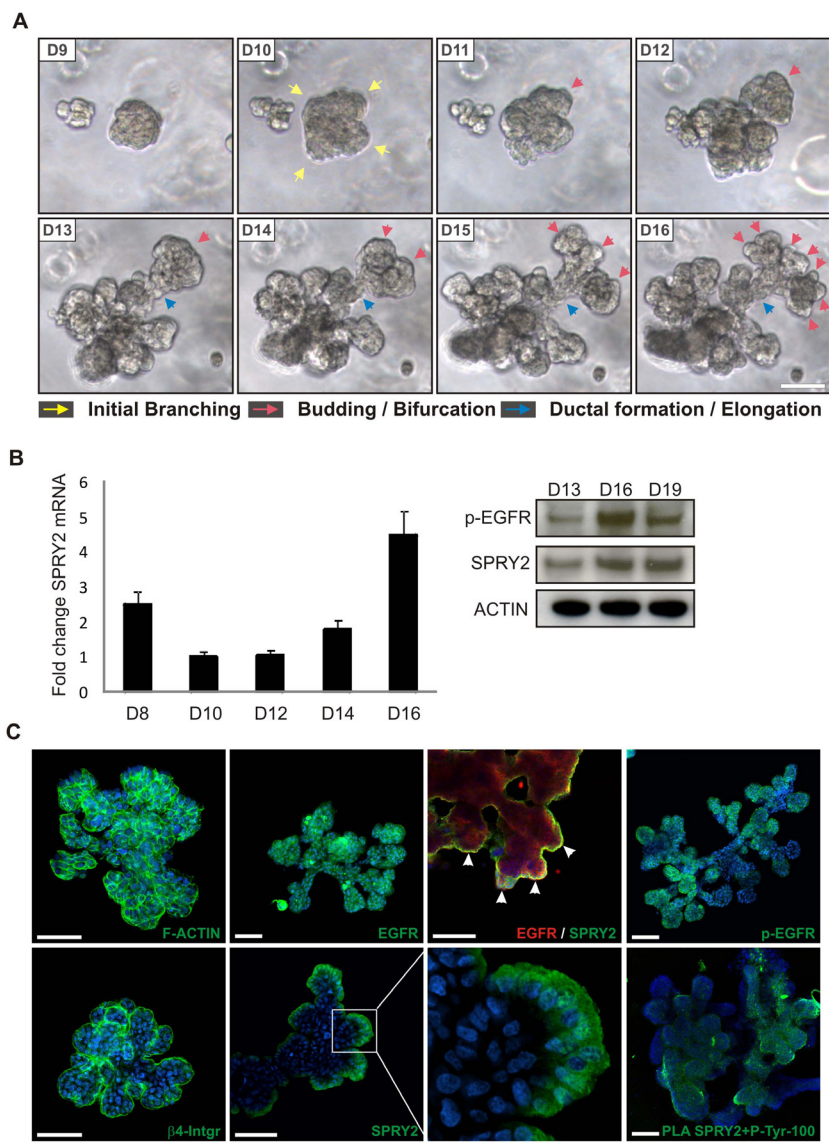 A
D9
D10
D11
D12
D13
D14
D15
D16
Initial Branching
Budding / Bifurcation
Ductal formation / Elongation
B
Fold change SPRY2 mRNA
6
5
4
3
2
1
0
D8
D10
D12
D14
D16
D13 D16 D19
p-EGFR
SPRY2
ACTIN
C
F-ACTIN
EGFR
EGFR / SPRY2
p-EGFR
β4-Intgr
SPRY2
PLA SPRY2+P-Tyr-100